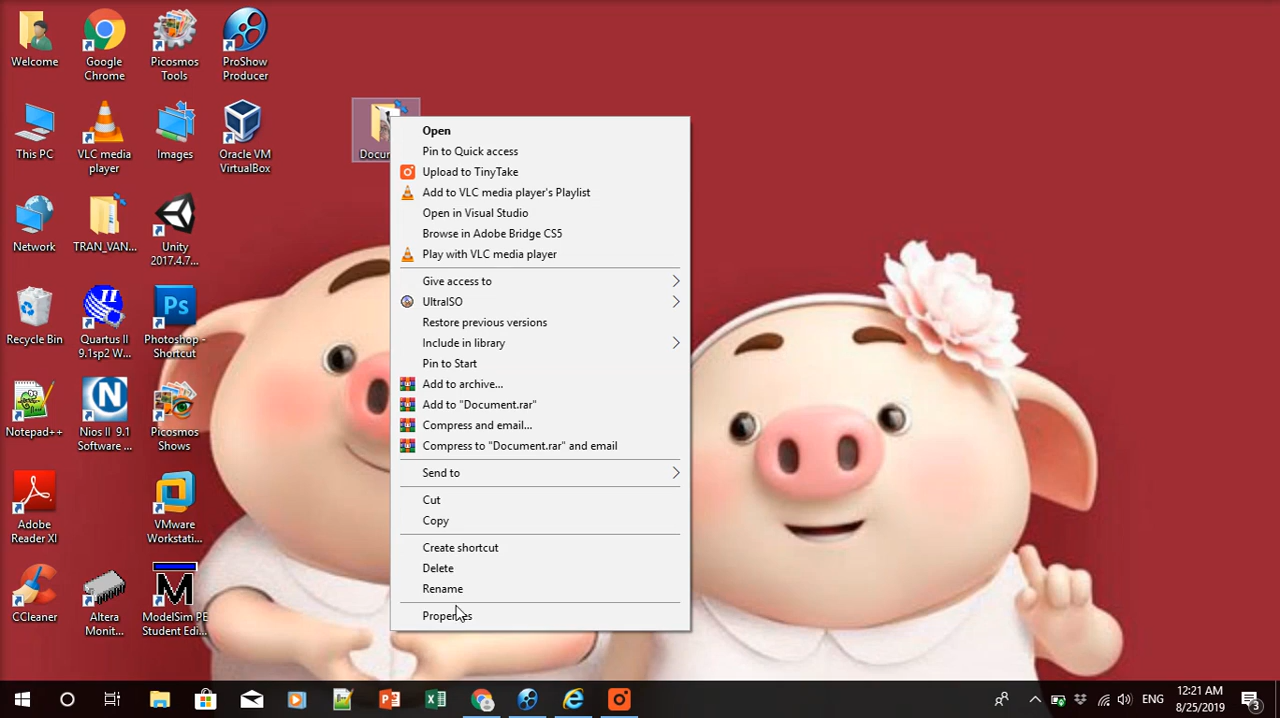 Welcome
Google
Chrome
Picosmos
Tools
ProShow
Producer
This PC
VLC media
player
Images
Oracle VM
VirtualBox
Network
TRAN_VAN...
Unity
2017.4.7...
Recycle Bin
Quartus II
9.1sp2 W...
Ps
Photoshop -
Shortcut
Notepad++
Nios II 9.1
Software ...
Picosmos
Shows
Adobe
Reader XI
VMware
Workstati...
CCleaner
Altera
Monit...
ModelSim PE
Student Edi...
Open
Pin to Quick access
Upload to TinyTake
Add to VLC media player's Playlist
Open in Visual Studio
Browse in Adobe Bridge CS5
Play with VLC media player
Give access to
UltraISO
Restore previous versions
Include in library
Pin to Start
Add to archive...
Add to "Document.rar"
Compress and email...
Compress to "Document.rar" and email
Send to
Cut
Copy
Create shortcut
Delete
Rename
Properties
ENG
12:21 AM
8/25/2019
3